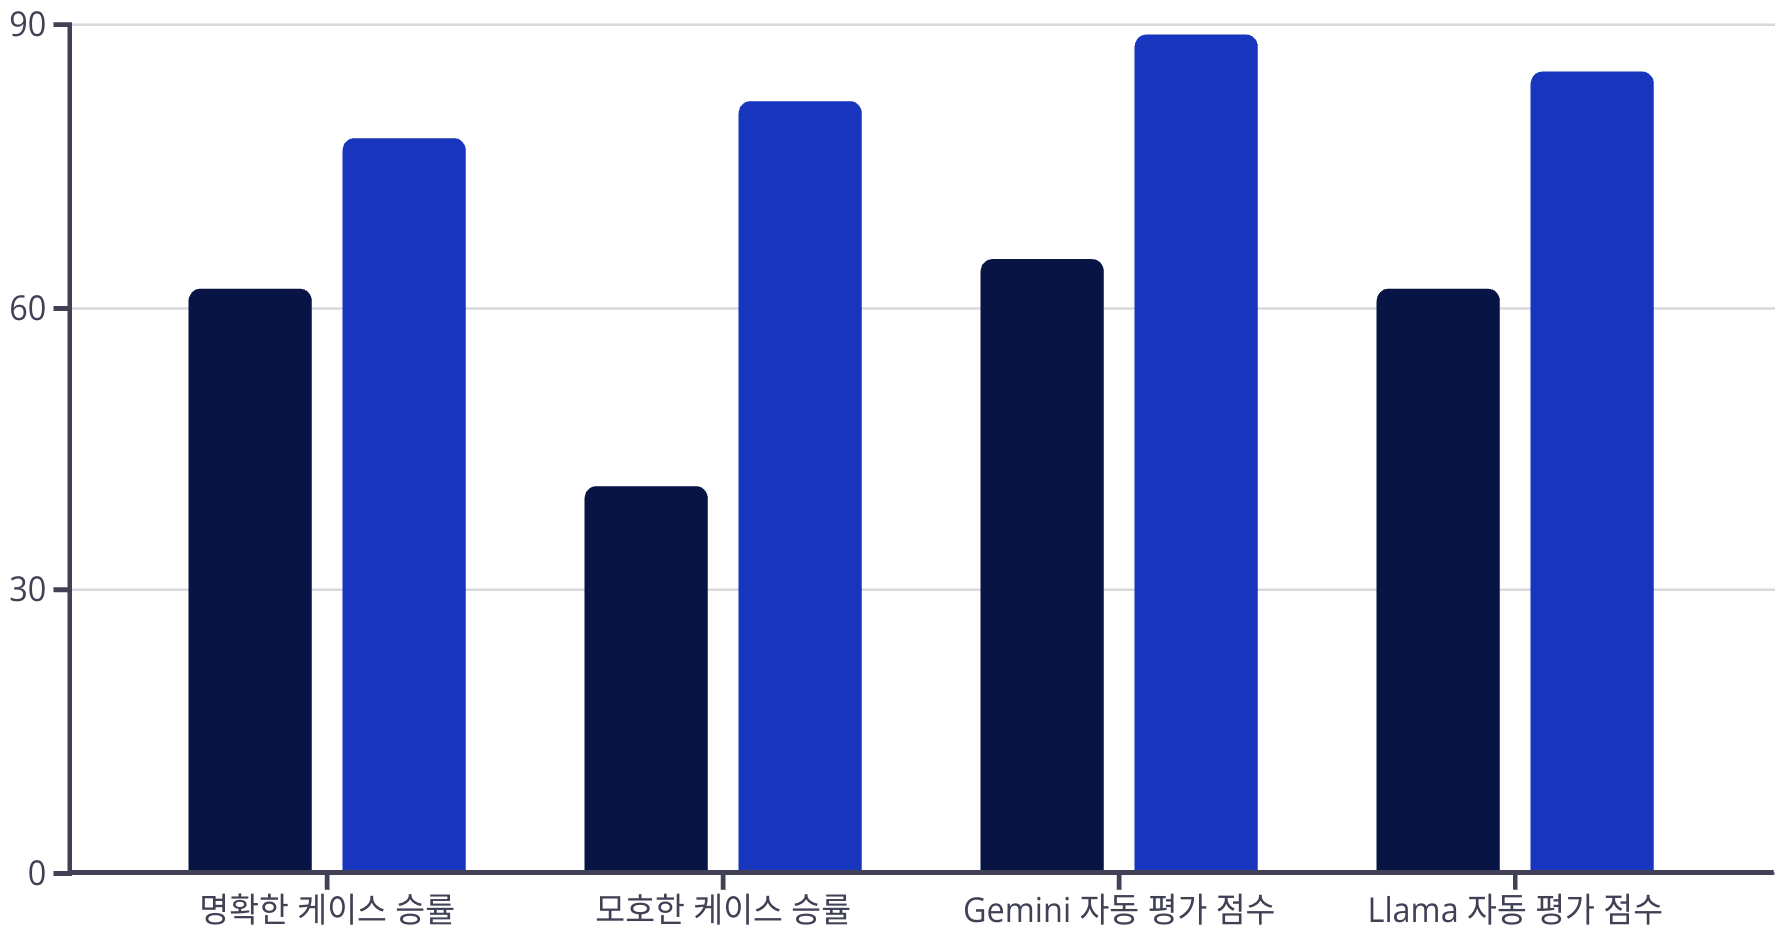 90
60
30
0
명확한 케이스 승률
모호한 케이스 승률
Gemini 자동 평가 점수
Llama 자동 평가 점수